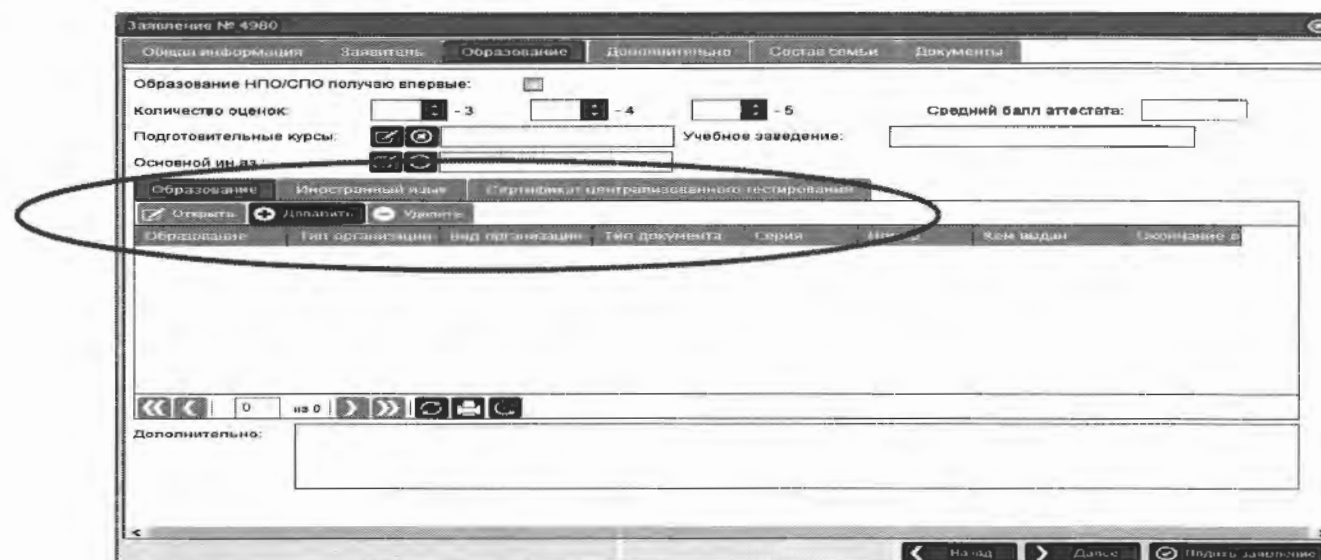 Заявление № 4980
Общая информация Заявитель Образование Дополнительно Состав семьи Документы
Образование НПО/СПО получаю впервые:
Количество оценок: - 3 - 4 - 5 Средний балл аттестата:
Подготовительные курсы: Учебное заведение:
Основной ин.яз.:
Образование Иностранный язык Сертификат централизованного тестирования
Открыть Добавить Удалить
Образование Тип организации Вид организации Тип документа Серия Номер Кем выдан Окончание о
0 из 0
Дополнительно:
Назад Далее Подать заявление